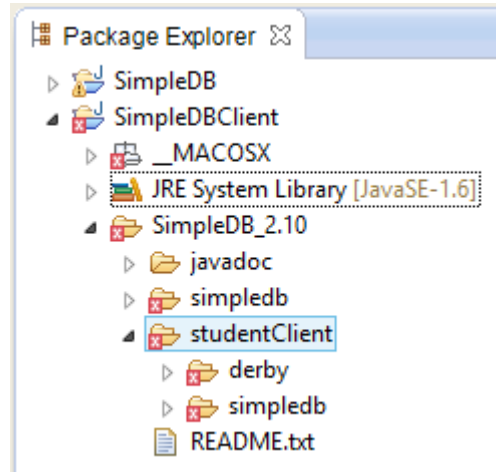 Package Explorer
SimpleDB
SimpleDBClient
__MACOSX
JRE System Library [JavaSE-1.6]
SimpleDB_2.10
javadoc
simpledb
studentClient
derby
simpledb
README.txt